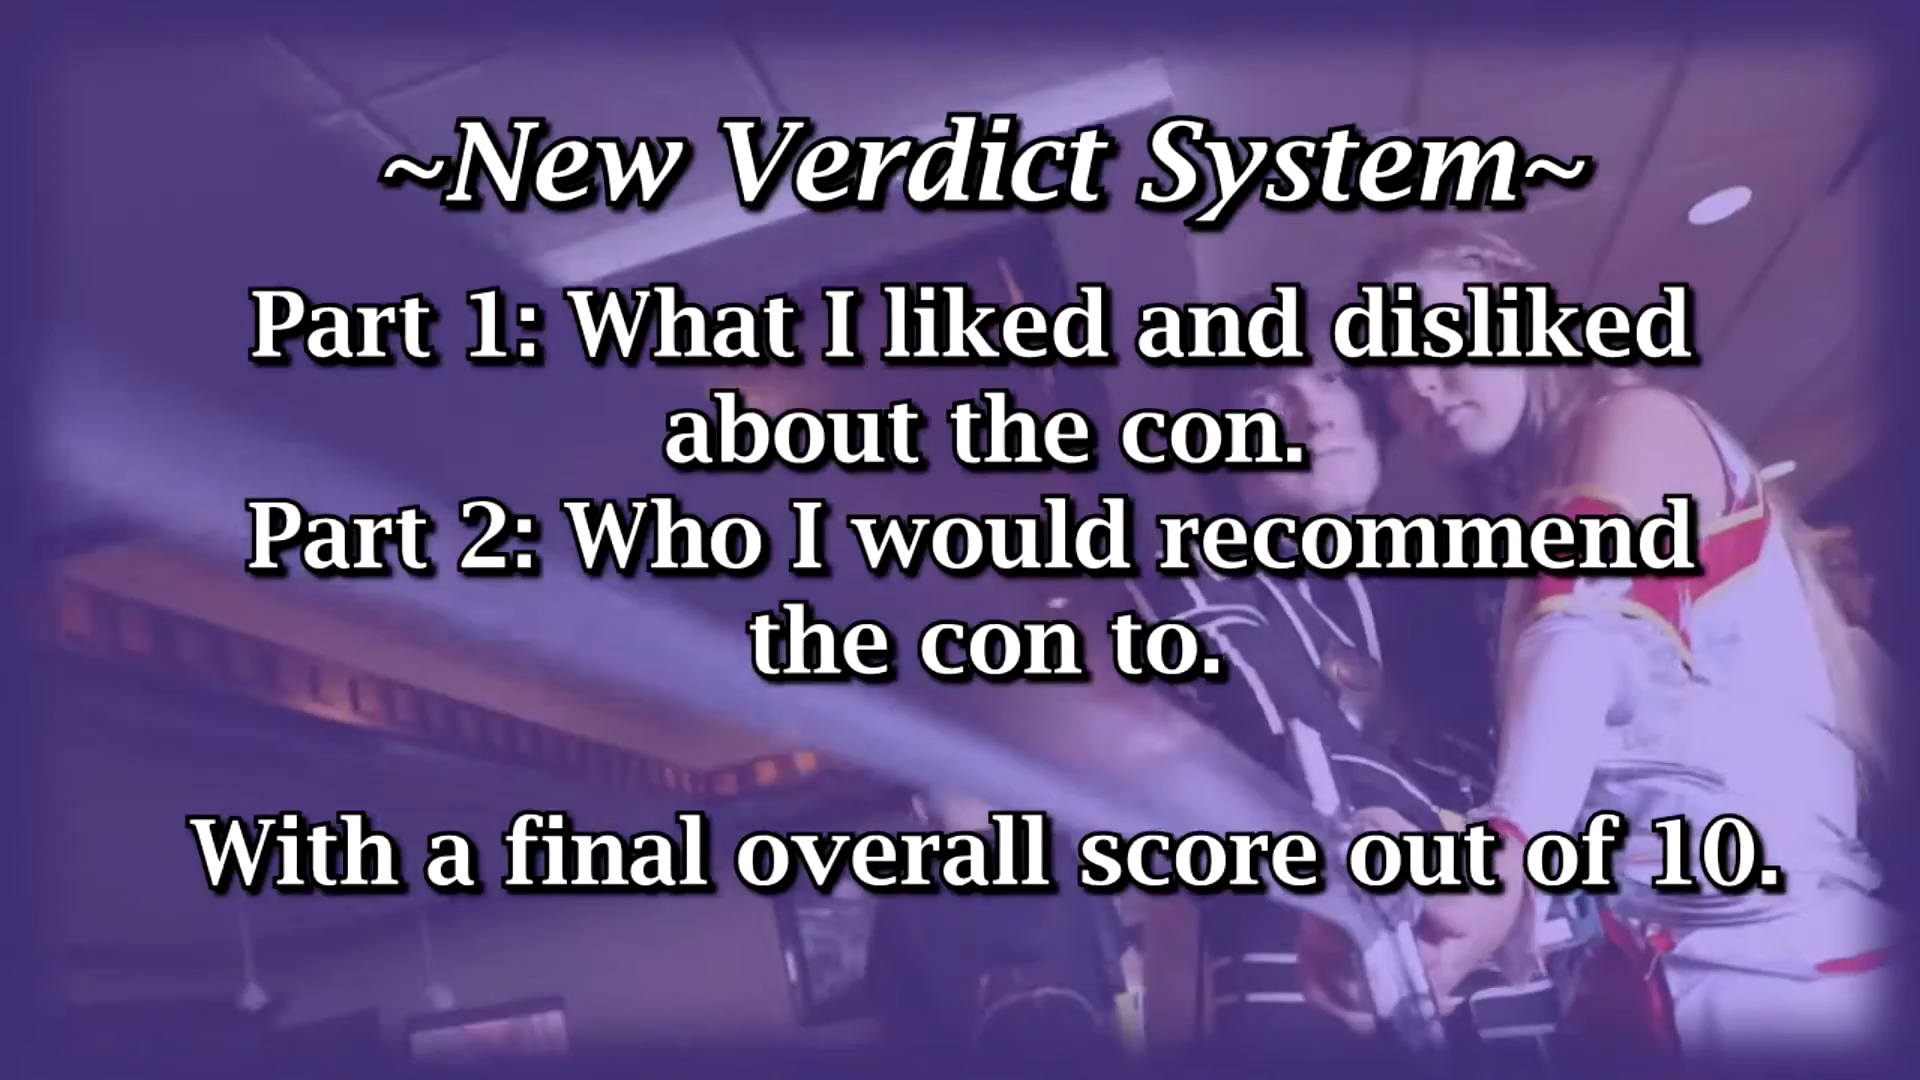 ~New Verdict System~
Part 1: What I liked and disliked
about the con.
Part 2: Who I would recommend
the con to.
With a final overall score out of 10.